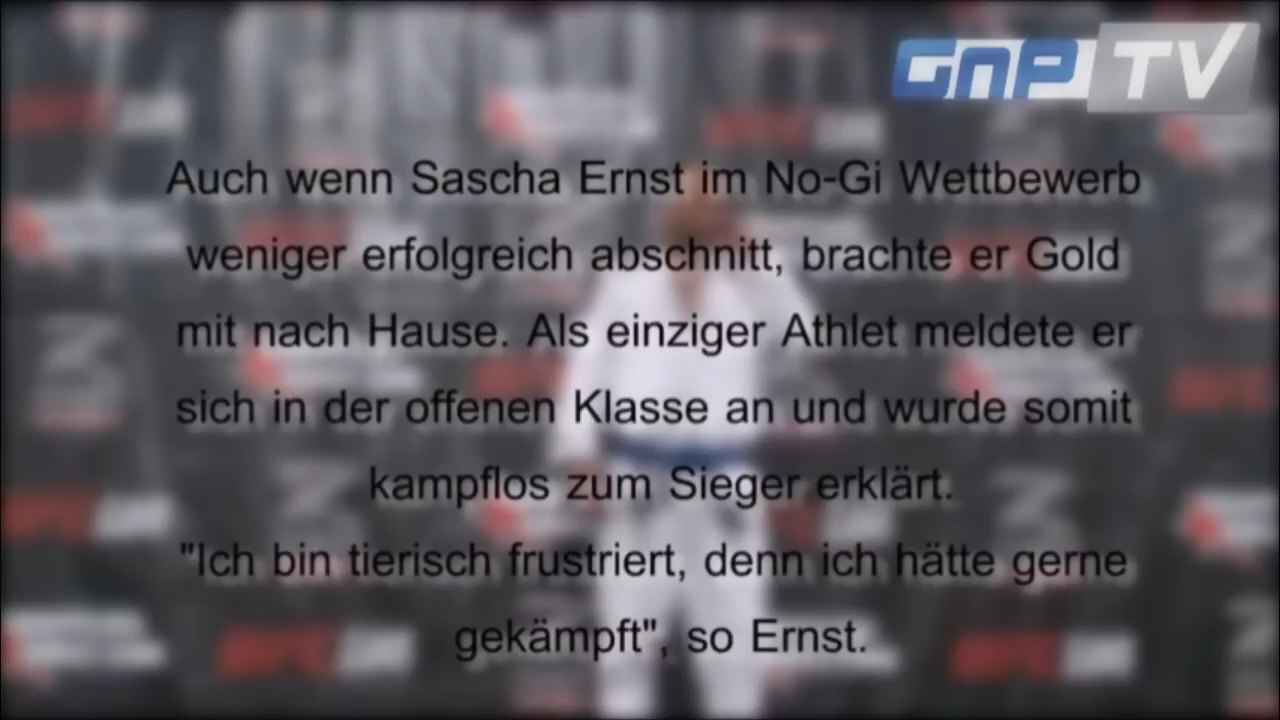 GNP TV
Auch wenn Sascha Ernst im No-Gi Wettbewerb
weniger erfolgreich abschnitt, brachte er Gold
mit nach Hause. Als einziger Athlet meldete er
sich in der offenen Klasse an und wurde somit
kampflos zum Sieger erklärt.
"Ich bin tierisch frustriert, denn ich hätte gerne
gekämpft", so Ernst.